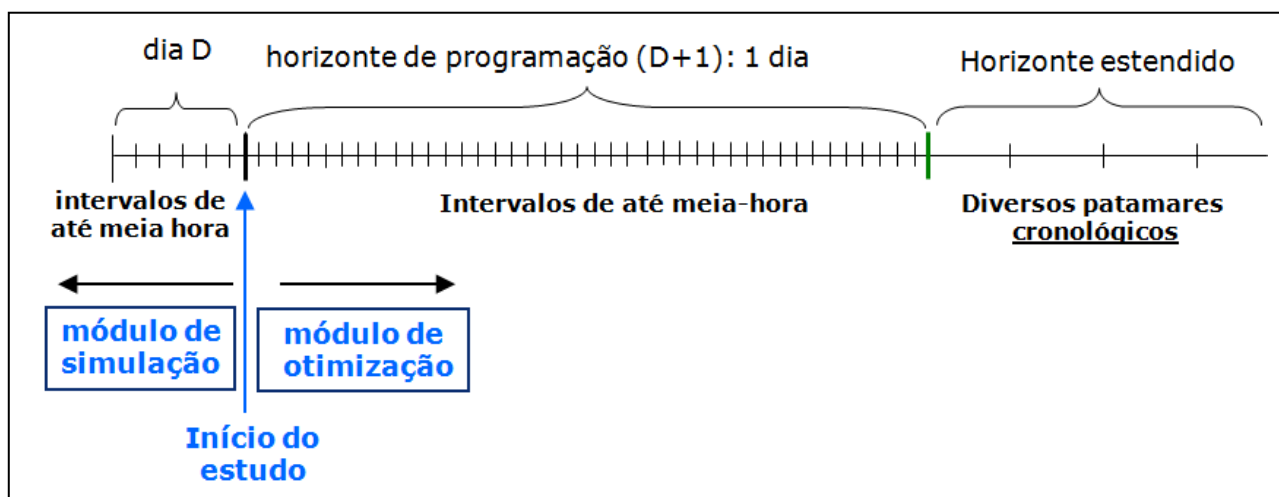 dia D
horizonte de programação (D+1): 1 dia
Horizonte estendido
intervalos de
até meia hora
Intervalos de até meia-hora
Diversos patamares
cronológicos
módulo de
simulação
módulo de
otimização
Início do
estudo